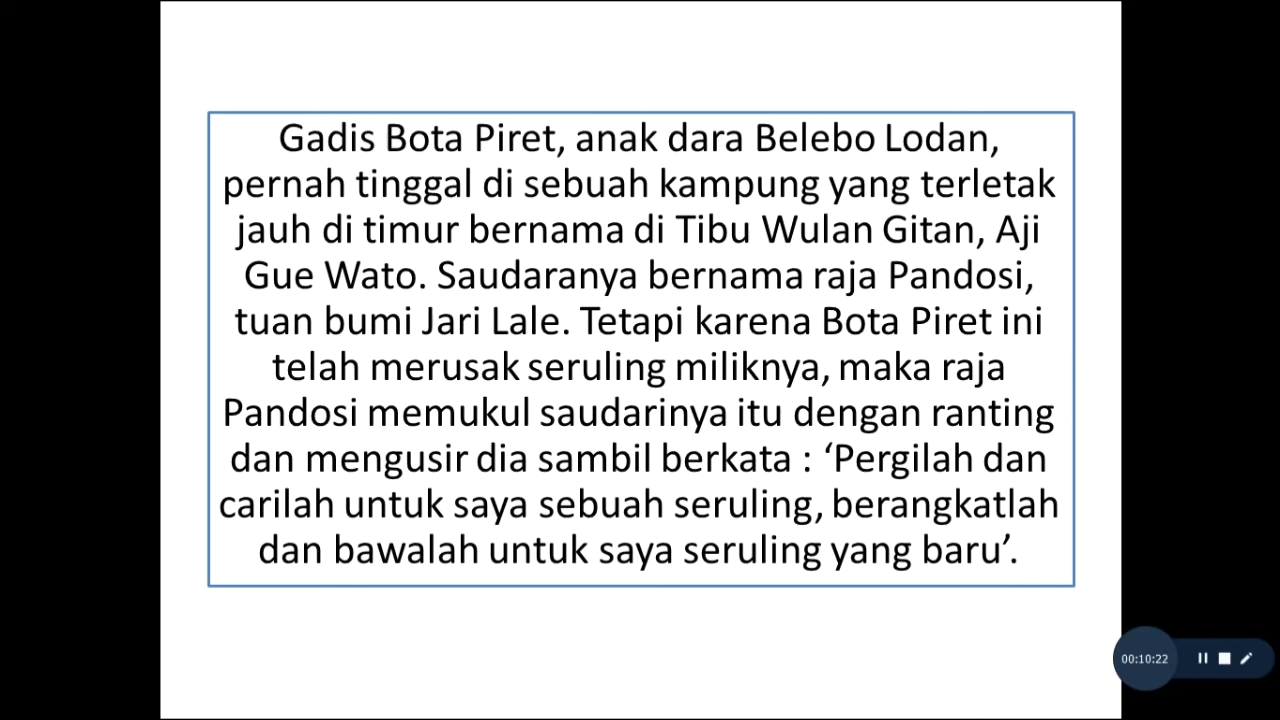 Gadis Bota Piret, anak dara Belebo Lodan,
pernah tinggal di sebuah kampung yang terletak
jauh di timur bernama di Tibu Wulan Gitan, Aji
Gue Wato. Saudaranya bernama raja Pandosi,
tuan bumi Jari Lale. Tetapi karena Bota Piret ini
telah merusak seruling miliknya, maka raja
Pandosi memukul saudarinya itu dengan ranting
dan mengusir dia sambil berkata : ‘Pergilah dan
carilah untuk saya sebuah seruling, berangkatlah
dan bawalah untuk saya seruling yang baru’.
00:10:22